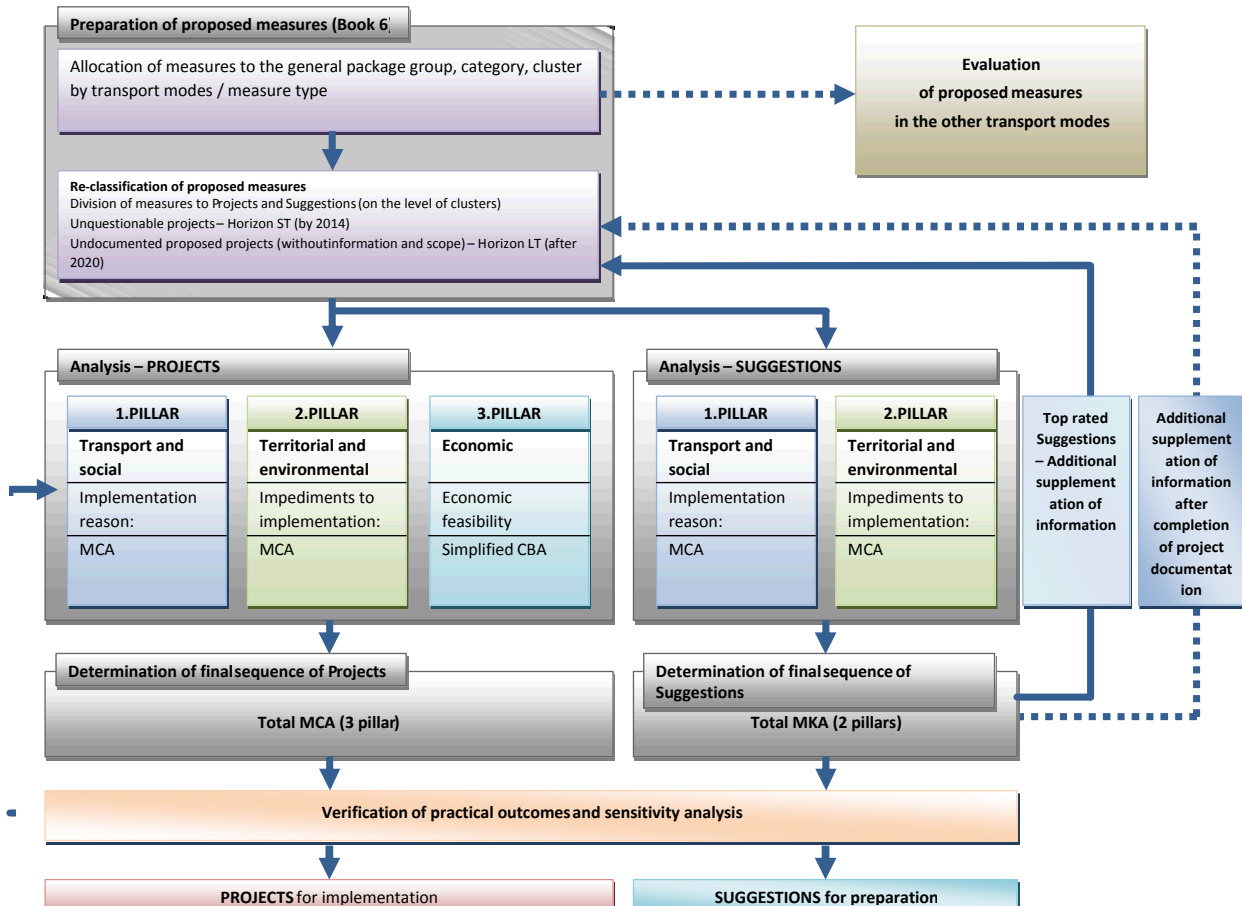 Preparation of proposed measures (Book 6)
Allocation of measures to the general package group, category, cluster
by transport modes / measure type
Evaluation
of proposed measures
in the other transport modes
Re-classification of proposed measures
Division of measures to Projects and Suggestions (on the level of clusters)
Unquestionable projects – Horizon ST (by 2014)
Undocumented proposed projects (withoutinformation and scope) – Horizon LT (after
2020)
Analysis – PROJECTS
1.PILLAR
Transport and
social
Implementation
reason:
MCA
2.PILLAR
Territorial and
environmental
Impediments to
implementation:
MCA
3.PILLAR
Economic
Economic
feasibility
Simplified CBA
Analysis – SUGGESTIONS
1.PILLAR
Transport and
social
Implementation
reason:
MCA
2.PILLAR
Territorial and
environmental
Impediments to
implementation:
MCA
Top rated
Suggestions
– Additional
supplement
ation of
information
Additional
supplement
ation of
information
after
completion
of project
documentat
ion
Determination of finalsequence of Projects
Total MCA (3 pillar)
Determination of finalsequence of
Suggestions
Total MKA (2 pillars)
Verification of practical outcomes and sensitivity analysis
PROJECTS for implementation
SUGGESTIONS for preparation